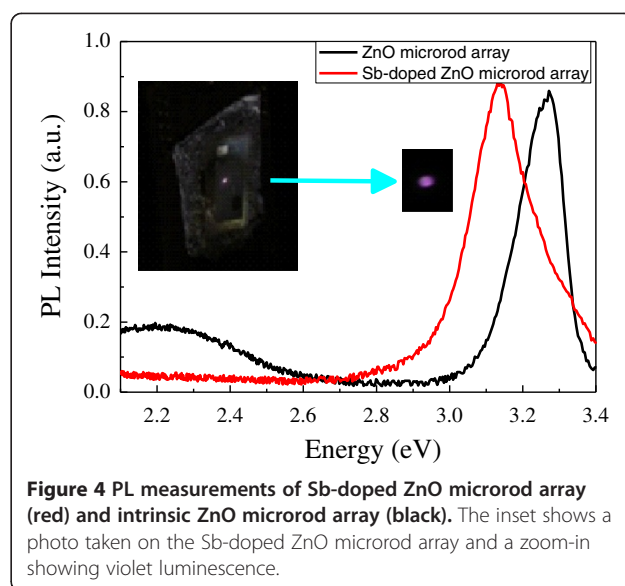 1.0
ZnO microrod array
Sb-doped ZnO microrod array
0.8
0.6
0.4
0.2
0.0
PL Intensity (a.u.)
2.2 2.4 2.6 2.8 3.0 3.2 3.4
Energy (eV)
Figure 4 PL measurements of Sb-doped ZnO microrod array
(red) and intrinsic ZnO microrod array (black). The inset shows a
photo taken on the Sb-doped ZnO microrod array and a zoom-in
showing violet luminescence.